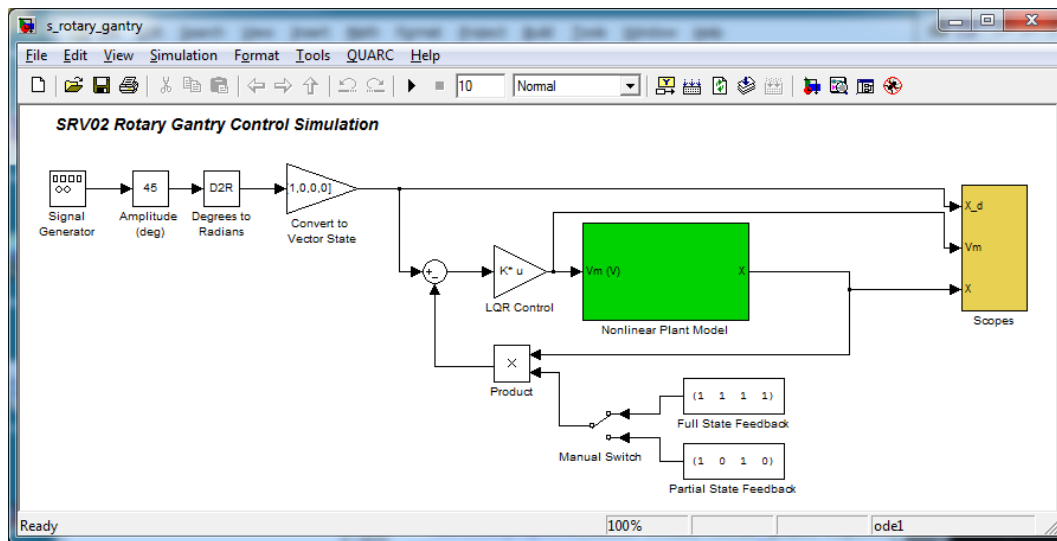 s_rotary_gantry
File Edit View Simulation Format Tools QUARC Help
10 Normal
SRV02 Rotary Gantry Control Simulation
Signal
Generator
45
Amplitude
(deg)
D2R
Degrees to
Radians
1,0,0,0]
Convert to
Vector State
+
-
K* u
LQR Control
Vm (V)
X
Nonlinear Plant Model
X_d
Vm
X
Scopes
×
Product
Manual Switch
(1 1 1 1)
Full State Feedback
(1 0 1 0)
Partial State Feedback
Ready 100% ode1